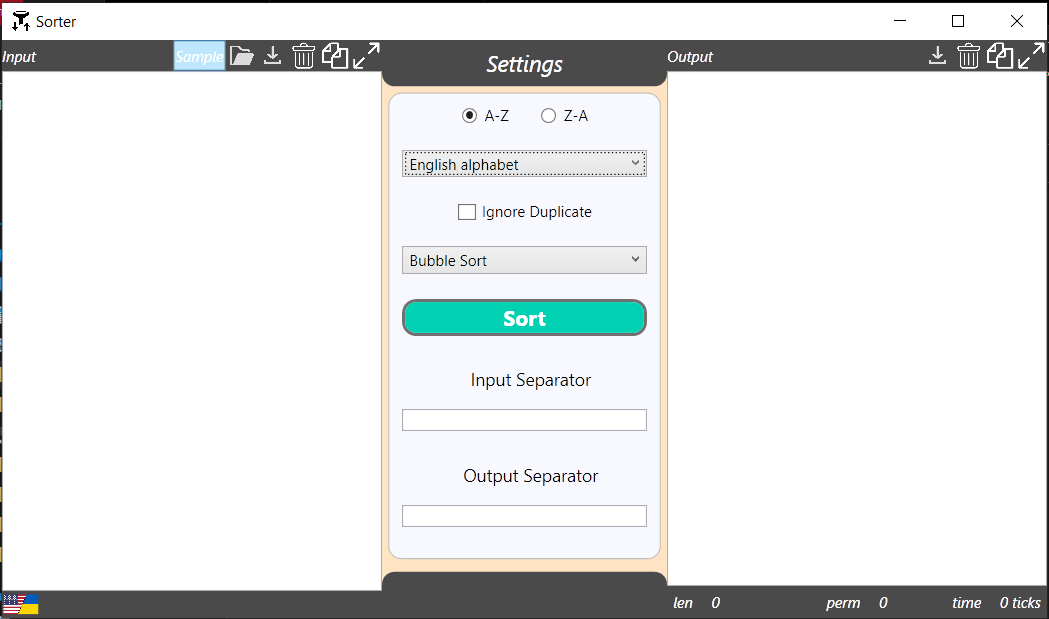 Sorter
Input
Sample
Settings
Output
A-Z
Z-A
English alphabet
Ignore Duplicate
Bubble Sort
Sort
Input Separator
Output Separator
len 0 perm 0 time 0 ticks